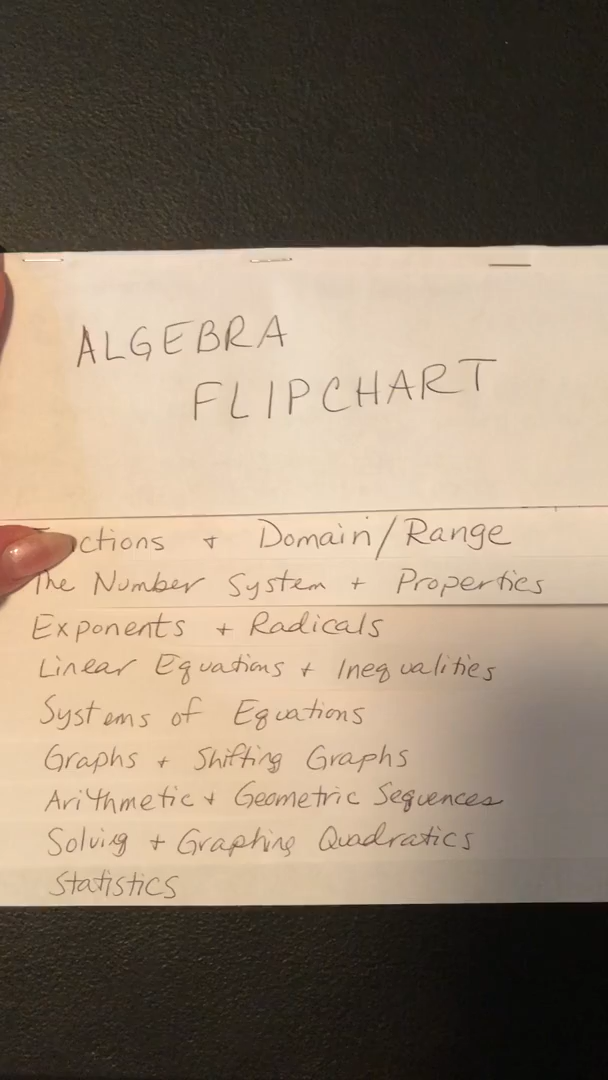 ALGEBRA
FLIPCHART
ctions + Domain/Range
The Number System + Properties
Exponents + Radicals
Linear Equations + Inequalities
Systems of Equations
Graphs + Shifting Graphs
Arithmetic + Geometric Sequences
Solving + Graphing Quadratics
Statistics